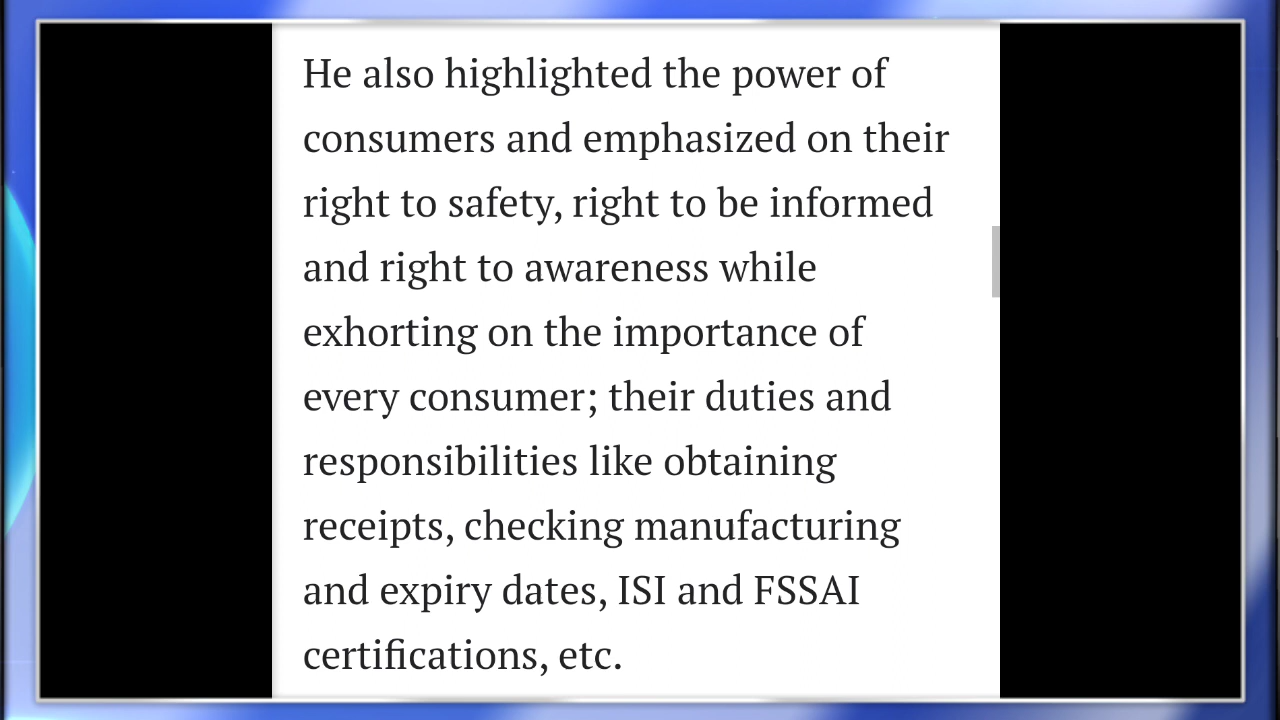 He also highlighted the power of
consumers and emphasized on their
right to safety, right to be informed
and right to awareness while
exhorting on the importance of
every consumer; their duties and
responsibilities like obtaining
receipts, checking manufacturing
and expiry dates, ISI and FSSAI
certifications, etc.